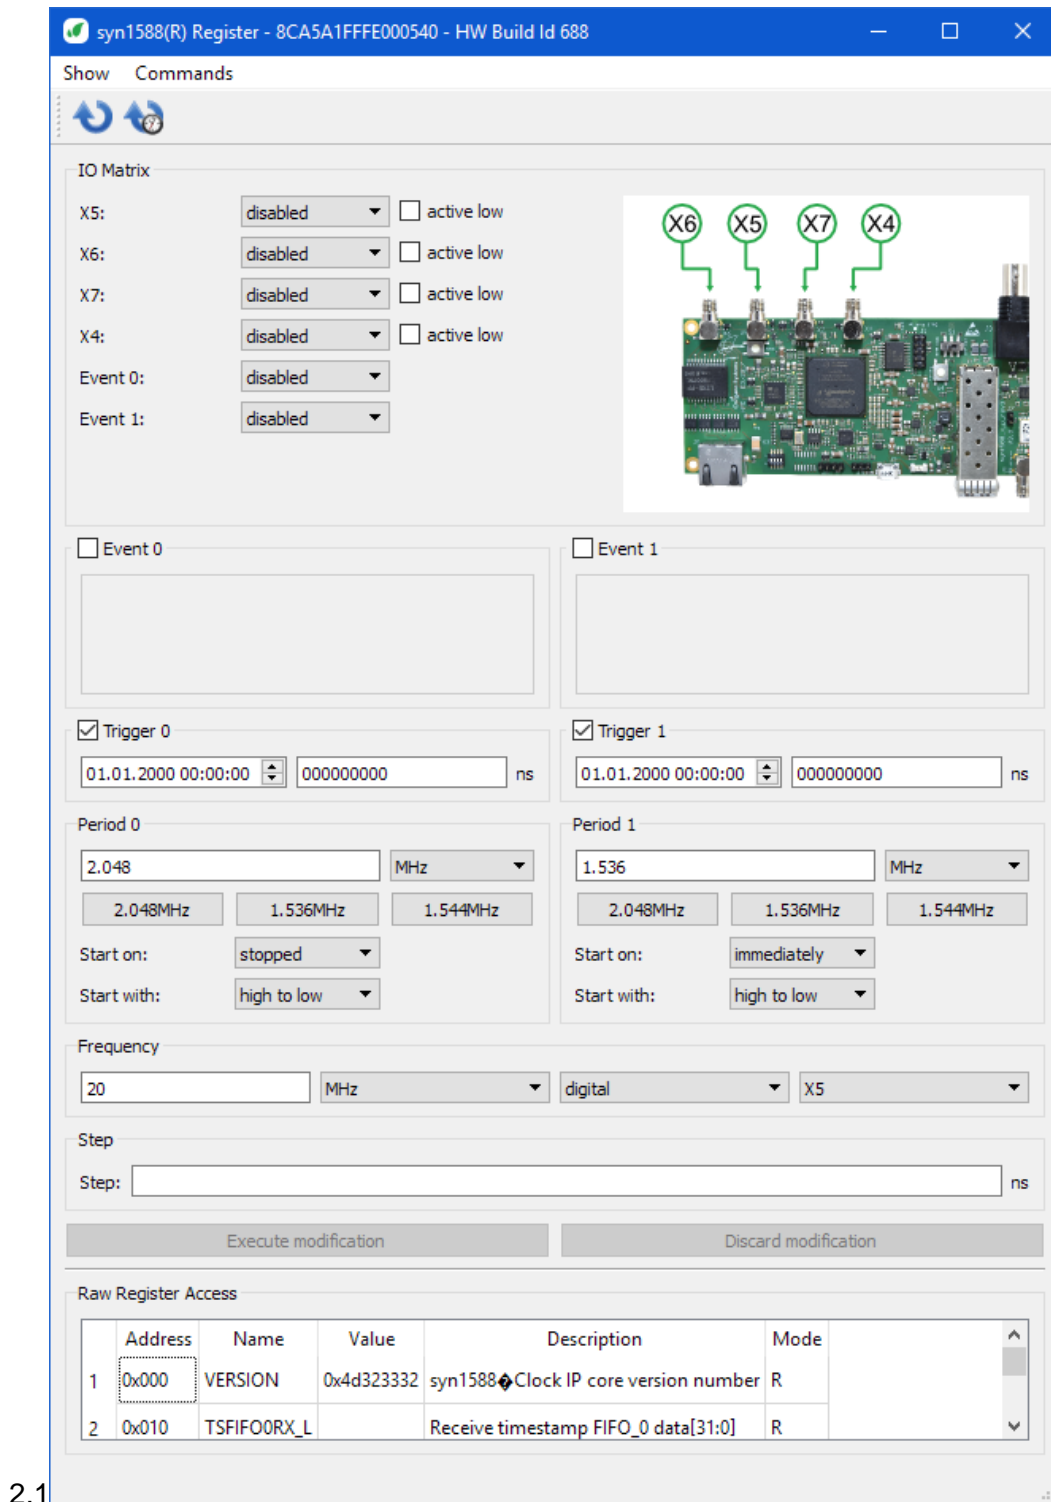 syn1588(R) Register - 8CA5A1FFFE000540 - HW Build Id 688
Show Commands
IO Matrix
X5: disabled active low
X6: disabled active low
X7: disabled active low
X4: disabled active low
Event 0: disabled
Event 1: disabled
X6 X5 X7 X4
Event 0 Event 1
Trigger 0 Trigger 1
01.01.2000 00:00:00 000000000 ns 01.01.2000 00:00:00 000000000 ns
Period 0 Period 1
2.048 MHz 1.536 MHz
2.048MHz 1.536MHz 1.544MHz 2.048MHz 1.536MHz 1.544MHz
Start on: stopped Start on: immediately
Start with: high to low Start with: high to low
Frequency
20 MHz digital X5
Step
Step: ns
Execute modification Discard modification
Raw Register Access
Address Name Value Description Mode
1 0x000 VERSION 0x4d323332 syn1588�Clock IP core version number R
2 0x010 TSFIFO0RX_L Receive timestamp FIFO_0 data[31:0] R
2.1